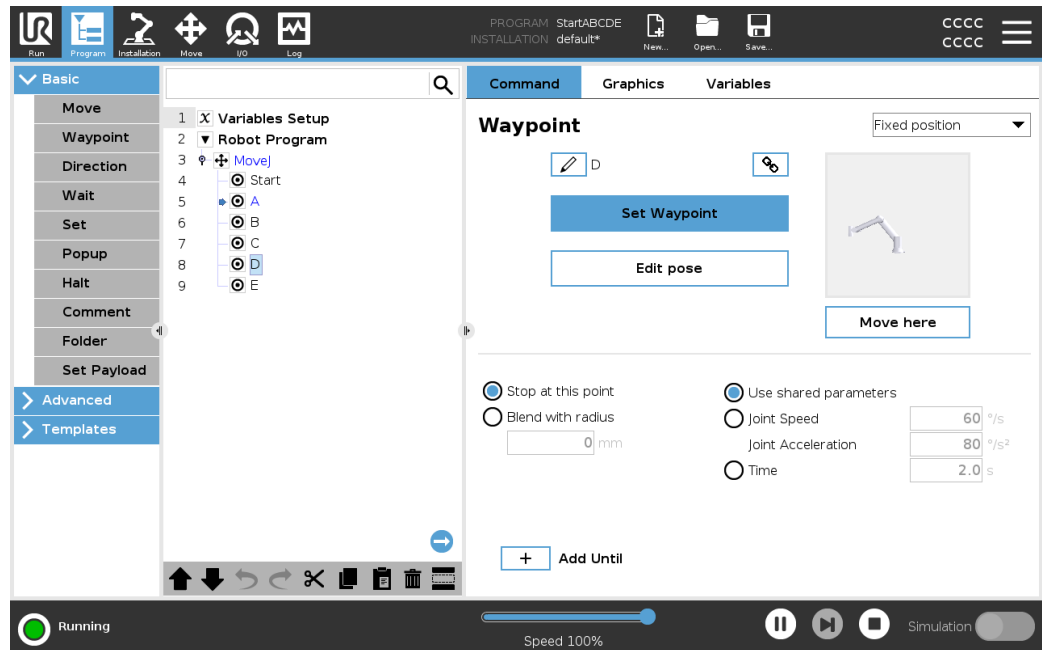 UR
Run
Program
Installation
Move
I/O
Log
PROGRAM StartABCDE
INSTALLATION default*
New...
Open...
Save...
CCCC
CCCC
Basic
Move
Waypoint
Direction
Wait
Set
Popup
Halt
Comment
Folder
Set Payload
Advanced
Templates
1 X Variables Setup
2 Robot Program
3 MoveJ
4 Start
5 A
6 B
7 C
8 D
9 E
Command Graphics Variables
Waypoint
Fixed position
D
Set Waypoint
Edit pose
Move here
Stop at this point
Blend with radius
0 mm
Use shared parameters
Joint Speed 60 °/s
Joint Acceleration 80 °/s²
Time 2.0 s
+ Add Until
Running
Speed 100%
Simulation